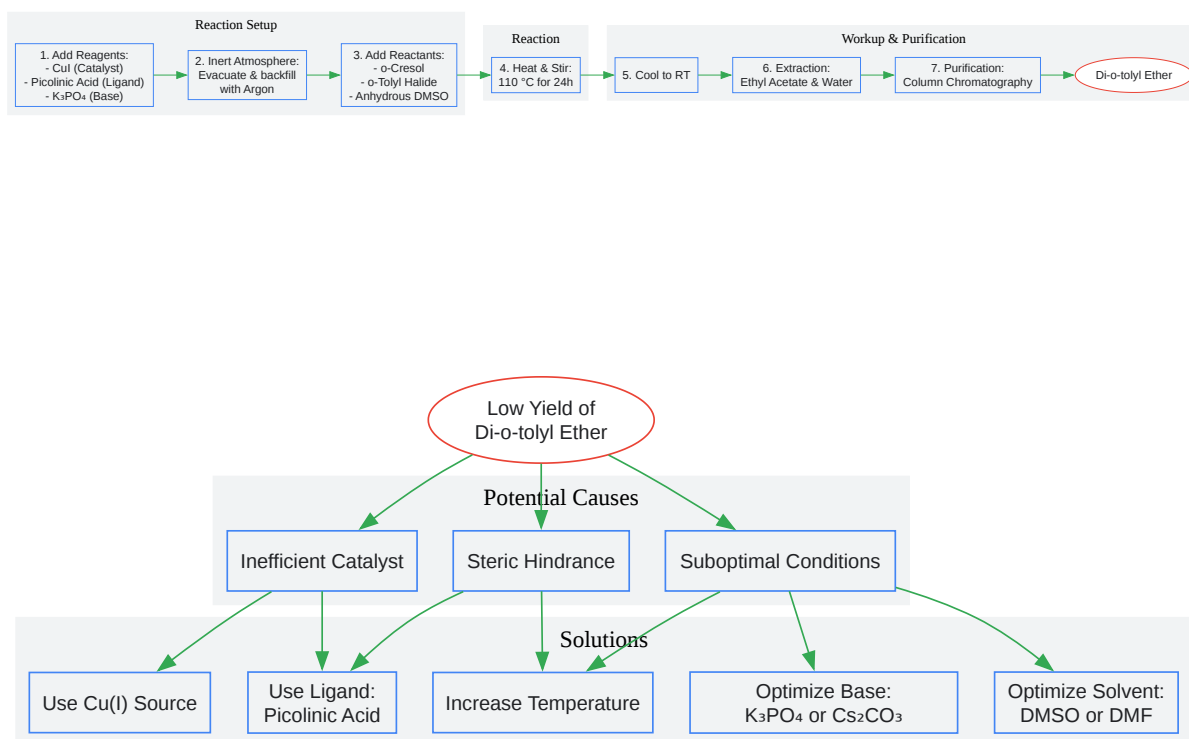 Reaction Setup
1. Add Reagents:
- CuI (Catalyst)
- Picolinic Acid (Ligand)
- K₃PO₄ (Base)
2. Inert Atmosphere:
Evacuate & backfill
with Argon
3. Add Reactants:
- o-Cresol
- o-Tolyl Halide
- Anhydrous DMSO
Reaction
4. Heat & Stir:
110 °C for 24h
Workup & Purification
5. Cool to RT
6. Extraction:
Ethyl Acetate & Water
7. Purification:
Column Chromatography
Di-o-tolyl Ether
Low Yield of
Di-o-tolyl Ether
Potential Causes
Inefficient Catalyst
Steric Hindrance
Suboptimal Conditions
Solutions
Use Cu(I) Source
Use Ligand:
Picolinic Acid
Increase Temperature
Optimize Base:
K₃PO₄ or Cs₂CO₃
Optimize Solvent:
DMSO or DMF